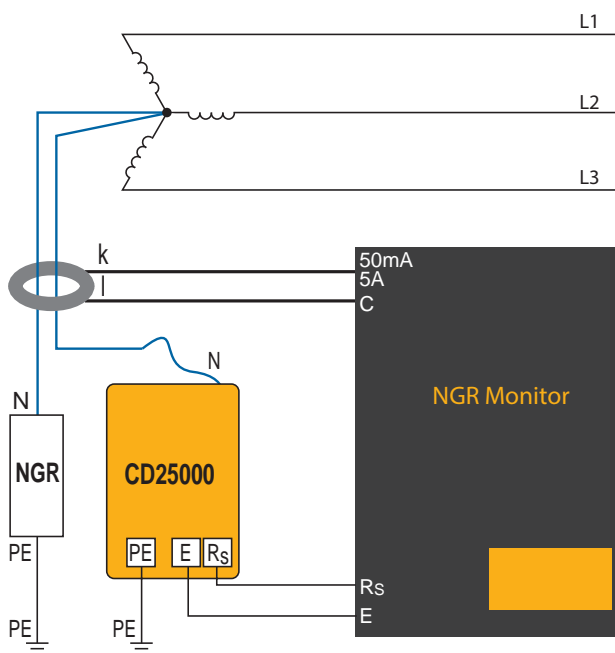 L1
L2
L3
k
l
50mA
5A
C
N
N
NGR Monitor
NGR
CD25000
PE
PE E Rs
Rs
E
PE
PE